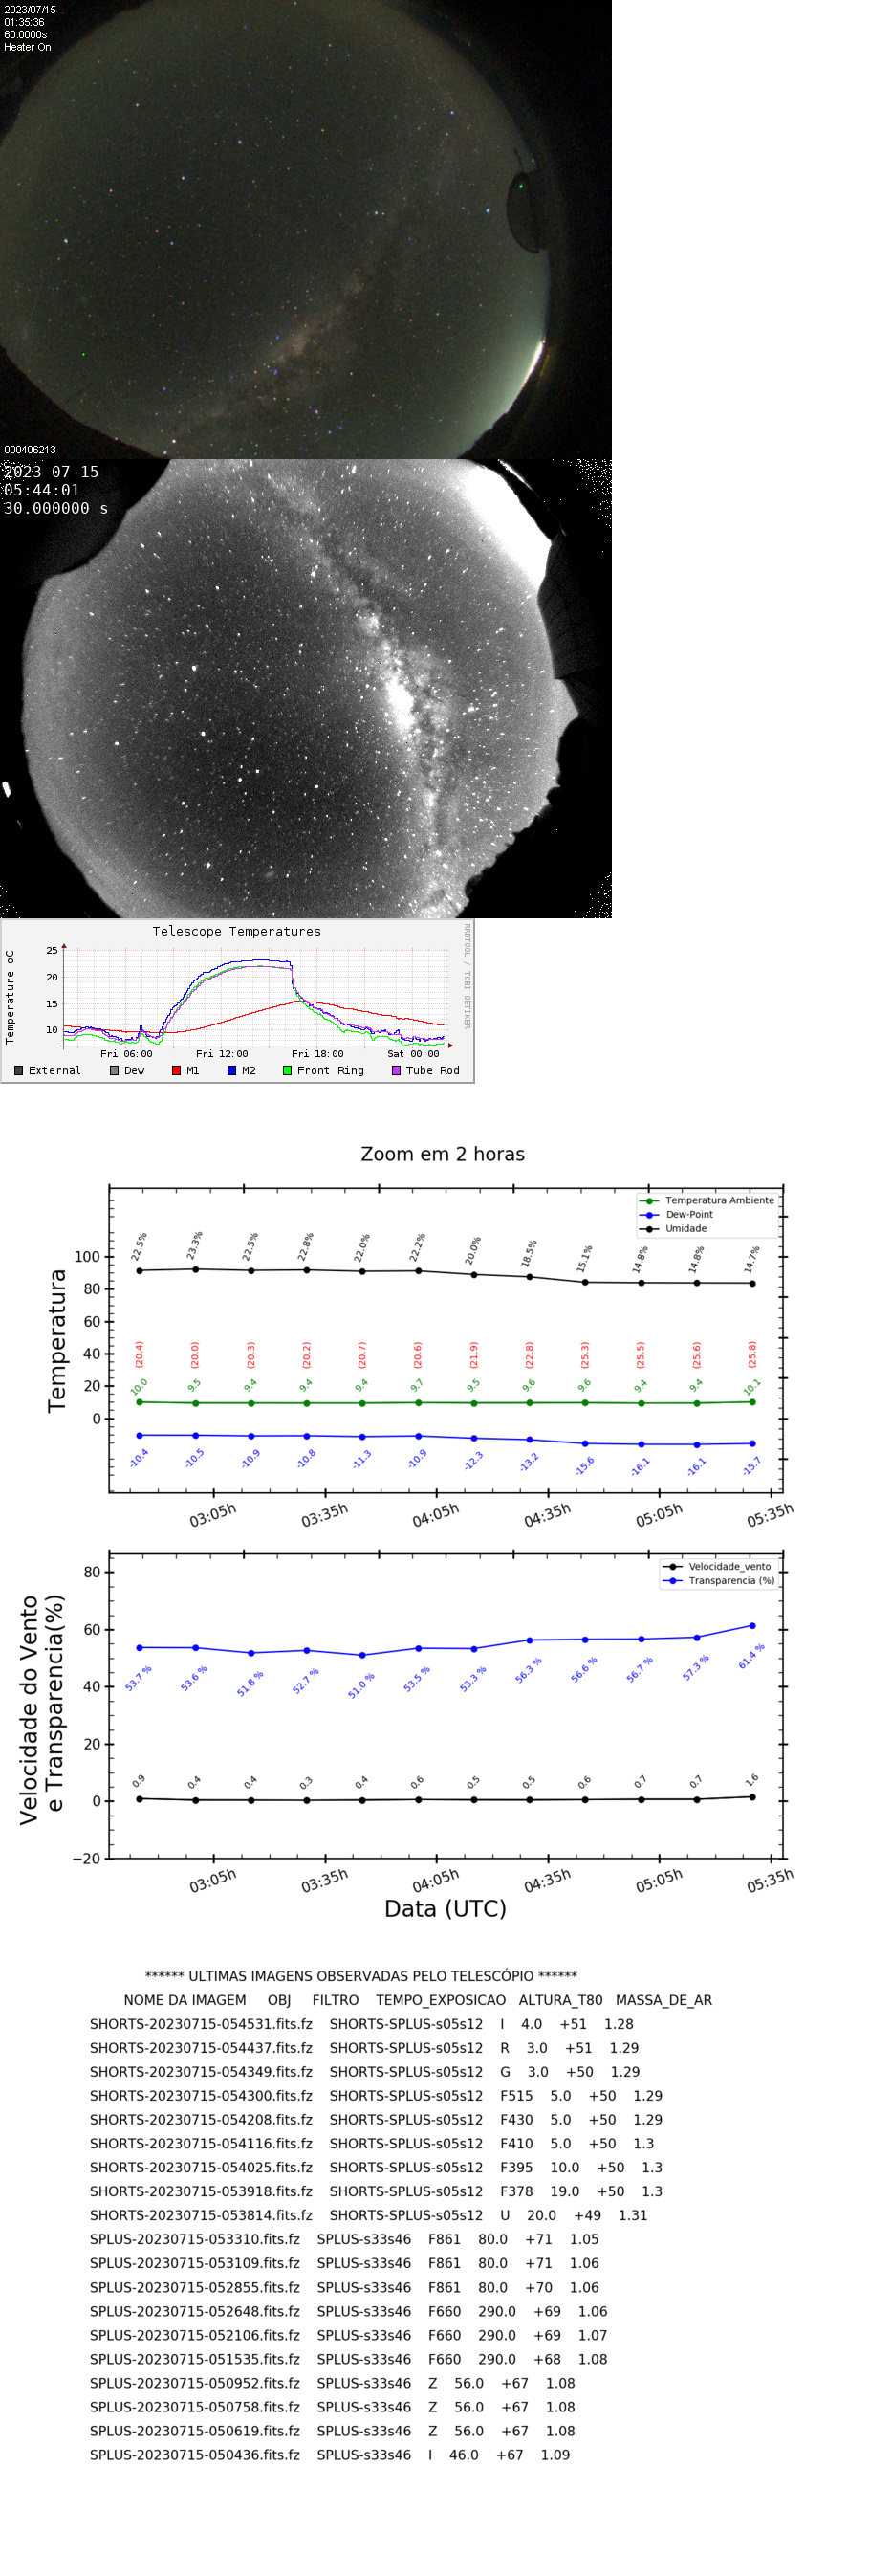 2023/07/15
01:35:36
60.0000s
Heater On
000406213
2023-07-15
05:44:01
30.000000 s
Telescope Temperatures
RRDTOOL / TOBI OETIKER
Temperature oC
25
20
15
10
Fri 06:00 Fri 12:00 Fri 18:00 Sat 00:00
External Dew M1 M2 Front Ring Tube Rod
Zoom em 2 horas
Temperatura Ambiente
Dew-Point
Umidade
Temperatura
100
80
60
40
20
0
22.5% 23.3% 22.5% 22.8% 22.0% 22.2% 20.0% 18.5% 15.1% 14.8% 14.8% 14.7%
(20.4) (20.0) (20.3) (20.2) (20.7) (20.6) (21.9) (22.8) (25.3) (25.5) (25.6) (25.8)
10.0 9.5 9.4 9.4 9.4 9.7 9.5 9.6 9.6 9.4 9.4 10.1
-10.4 -10.5 -10.9 -10.8 -11.3 -10.9 -12.3 -13.2 -15.6 -16.1 -16.1 -15.7
03:05h 03:35h 04:05h 04:35h 05:05h 05:35h
Velocidade_vento
Transparencia (%)
Velocidade do Vento
e Transparencia(%)
80
60
40
20
0
−20
53.7 % 53.6 % 51.8 % 52.7 % 51.0 % 53.5 % 53.3 % 56.3 % 56.6 % 56.7 % 57.3 % 61.4 %
0.9 0.4 0.4 0.3 0.4 0.6 0.5 0.5 0.6 0.7 0.7 1.6
03:05h 03:35h 04:05h 04:35h 05:05h 05:35h
Data (UTC)
****** ULTIMAS IMAGENS OBSERVADAS PELO TELESCÓPIO ******
NOME DA IMAGEM OBJ FILTRO TEMPO_EXPOSICAO ALTURA_T80 MASSA_DE_AR
SHORTS-20230715-054531.fits.fz SHORTS-SPLUS-s05s12 I 4.0 +51 1.28
SHORTS-20230715-054437.fits.fz SHORTS-SPLUS-s05s12 R 3.0 +51 1.29
SHORTS-20230715-054349.fits.fz SHORTS-SPLUS-s05s12 G 3.0 +50 1.29
SHORTS-20230715-054300.fits.fz SHORTS-SPLUS-s05s12 F515 5.0 +50 1.29
SHORTS-20230715-054208.fits.fz SHORTS-SPLUS-s05s12 F430 5.0 +50 1.29
SHORTS-20230715-054116.fits.fz SHORTS-SPLUS-s05s12 F410 5.0 +50 1.3
SHORTS-20230715-054025.fits.fz SHORTS-SPLUS-s05s12 F395 10.0 +50 1.3
SHORTS-20230715-053918.fits.fz SHORTS-SPLUS-s05s12 F378 19.0 +50 1.3
SHORTS-20230715-053814.fits.fz SHORTS-SPLUS-s05s12 U 20.0 +49 1.31
SPLUS-20230715-053310.fits.fz SPLUS-s33s46 F861 80.0 +71 1.05
SPLUS-20230715-053109.fits.fz SPLUS-s33s46 F861 80.0 +71 1.06
SPLUS-20230715-052855.fits.fz SPLUS-s33s46 F861 80.0 +70 1.06
SPLUS-20230715-052648.fits.fz SPLUS-s33s46 F660 290.0 +69 1.06
SPLUS-20230715-052106.fits.fz SPLUS-s33s46 F660 290.0 +69 1.07
SPLUS-20230715-051535.fits.fz SPLUS-s33s46 F660 290.0 +68 1.08
SPLUS-20230715-050952.fits.fz SPLUS-s33s46 Z 56.0 +67 1.08
SPLUS-20230715-050758.fits.fz SPLUS-s33s46 Z 56.0 +67 1.08
SPLUS-20230715-050619.fits.fz SPLUS-s33s46 Z 56.0 +67 1.08
SPLUS-20230715-050436.fits.fz SPLUS-s33s46 I 46.0 +67 1.09